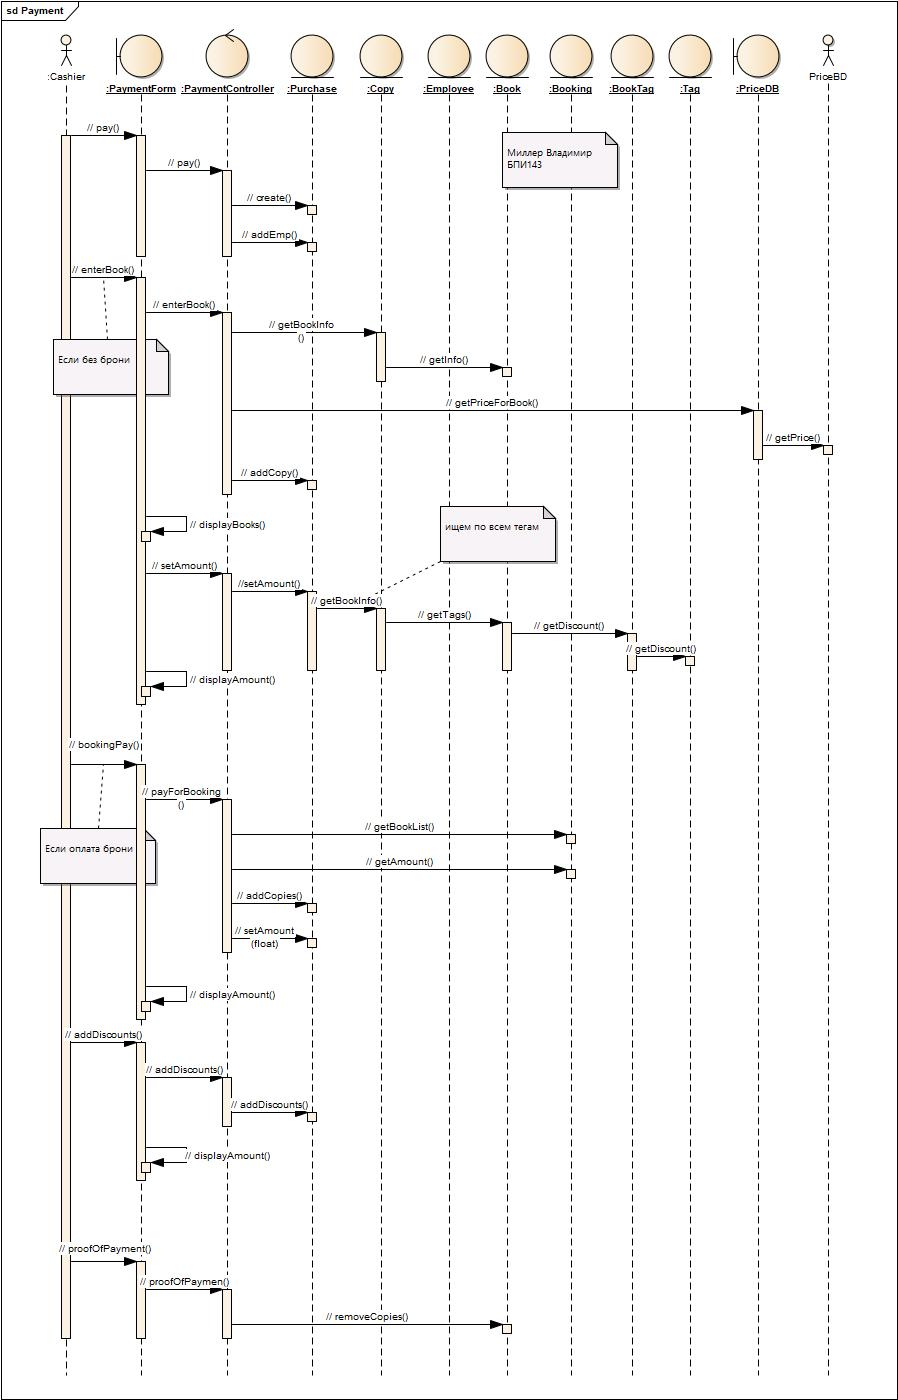 sd Payment
:Cashier
:PaymentForm
:PaymentController
:Purchase
:Copy
:Employee
:Book
:Booking
:BookTag
:Tag
:PriceDB
PriceBD
// pay()
Миллер Владимир
БПИ143
// pay()
// create()
// addEmp()
// enterBook()
// enterBook()
// getBookInfo
()
Если без брони
// getInfo()
// getPriceForBook()
// getPrice()
// addCopy()
// displayBooks()
ищем по всем тегам
// setAmount()
//setAmount()
// getBookInfo()
// getTags()
// getDiscount()
// getDiscount()
// displayAmount()
// bookingPay()
// payForBooking
()
// getBookList()
Если оплата брони
// getAmount()
// addCopies()
// setAmount
(float)
// displayAmount()
// addDiscounts()
// addDiscounts()
// addDiscounts()
// displayAmount()
// proofOfPayment()
// proofOfPaymen()
// removeCopies()